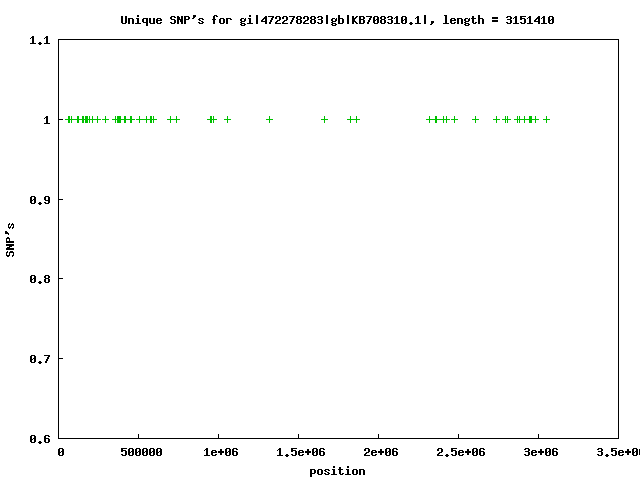 Unique SNP's for gi|472278283|gb|KB708310.1|, length = 3151410
1.1
1
0.9
SNP's
0.8
0.7
0.6
0 500000 1e+06 1.5e+06 2e+06 2.5e+06 3e+06 3.5e+0
position